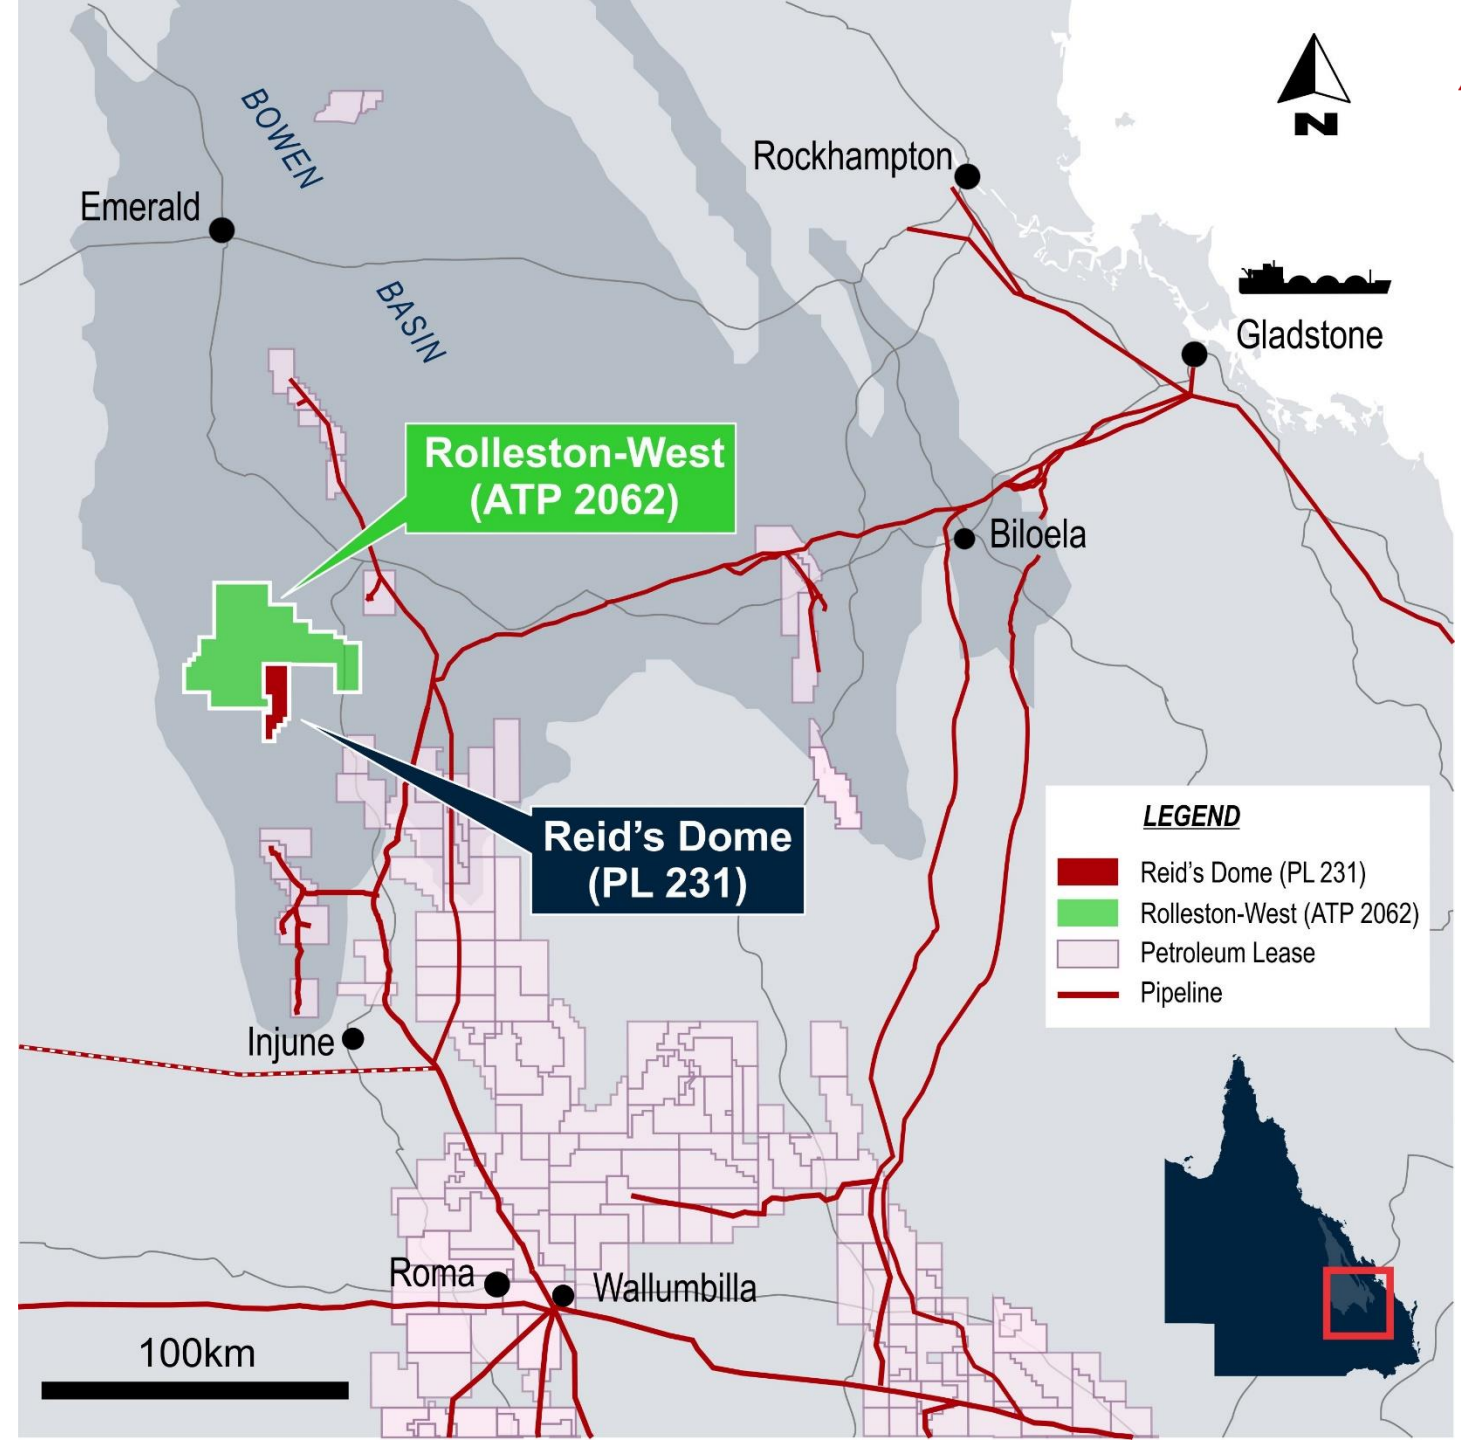 BOWEN
BASIN
N
Rockhampton
Emerald
Gladstone
Rolleston-West
(ATP 2062)
Biloela
Reid's Dome
(PL 231)
LEGEND
Reid's Dome (PL 231)
Rolleston-West (ATP 2062)
Petroleum Lease
Pipeline
Injune
Roma
Wallumbilla
100km